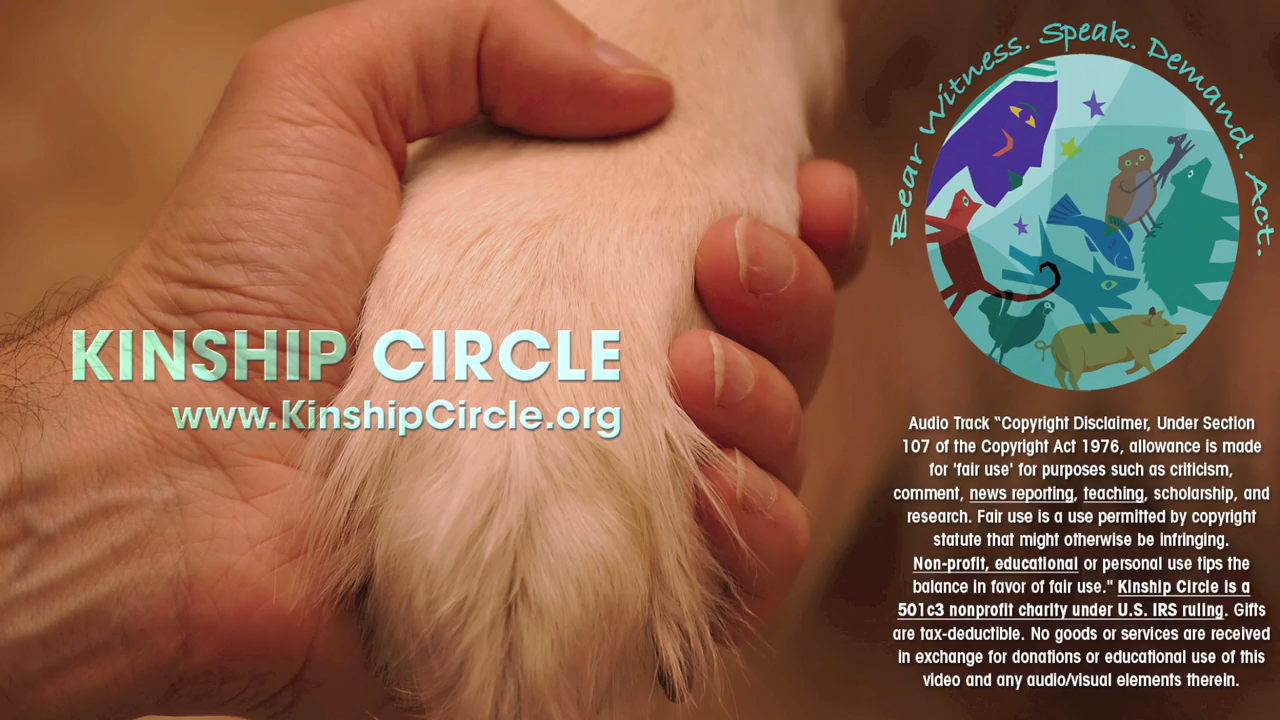 Bear Witness. Speak. Demand. Act.
KINSHIP CIRCLE
www.KinshipCircle.org
Audio Track “Copyright Disclaimer, Under Section
107 of the Copyright Act 1976, allowance is made
for 'fair use' for purposes such as criticism,
comment, news reporting, teaching, scholarship, and
research. Fair use is a use permitted by copyright
statute that might otherwise be infringing.
Non-profit, educational or personal use tips the
balance in favor of fair use." Kinship Circle is a
501c3 nonprofit charity under U.S. IRS ruling. Gifts
are tax-deductible. No goods or services are received
in exchange for donations or educational use of this
video and any audio/visual elements therein.